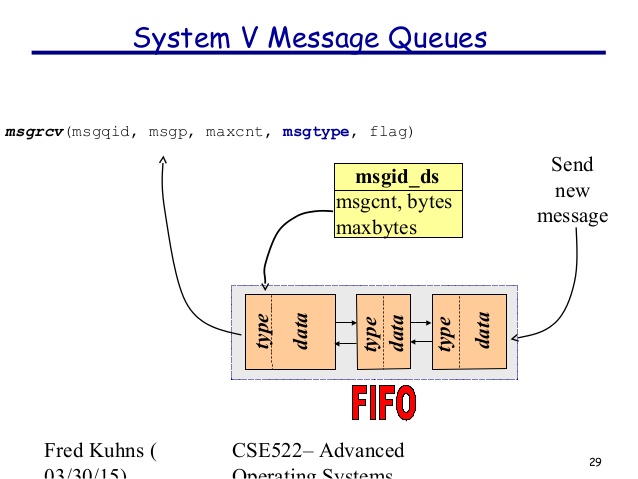 System V Message Queues
msgrcv(msgqid, msgp, maxcnt, msgtype, flag)
Send
new
message
msgid_ds
msgcnt, bytes
maxbytes
type data type data type data
FIFO
Fred Kuhns (
03/30/15)
CSE522– Advanced
Operating Systems
29